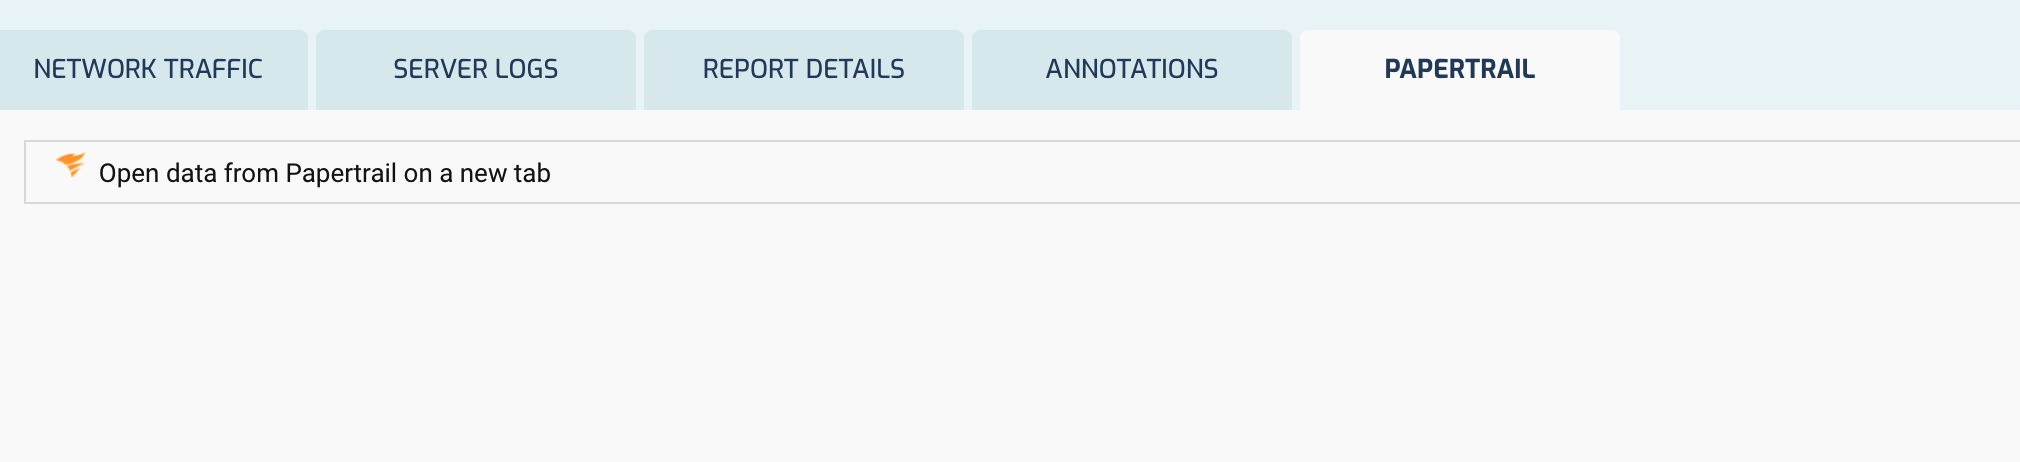 NETWORK TRAFFIC
SERVER LOGS
REPORT DETAILS
ANNOTATIONS
PAPERTRAIL
Open data from Papertrail on a new tab